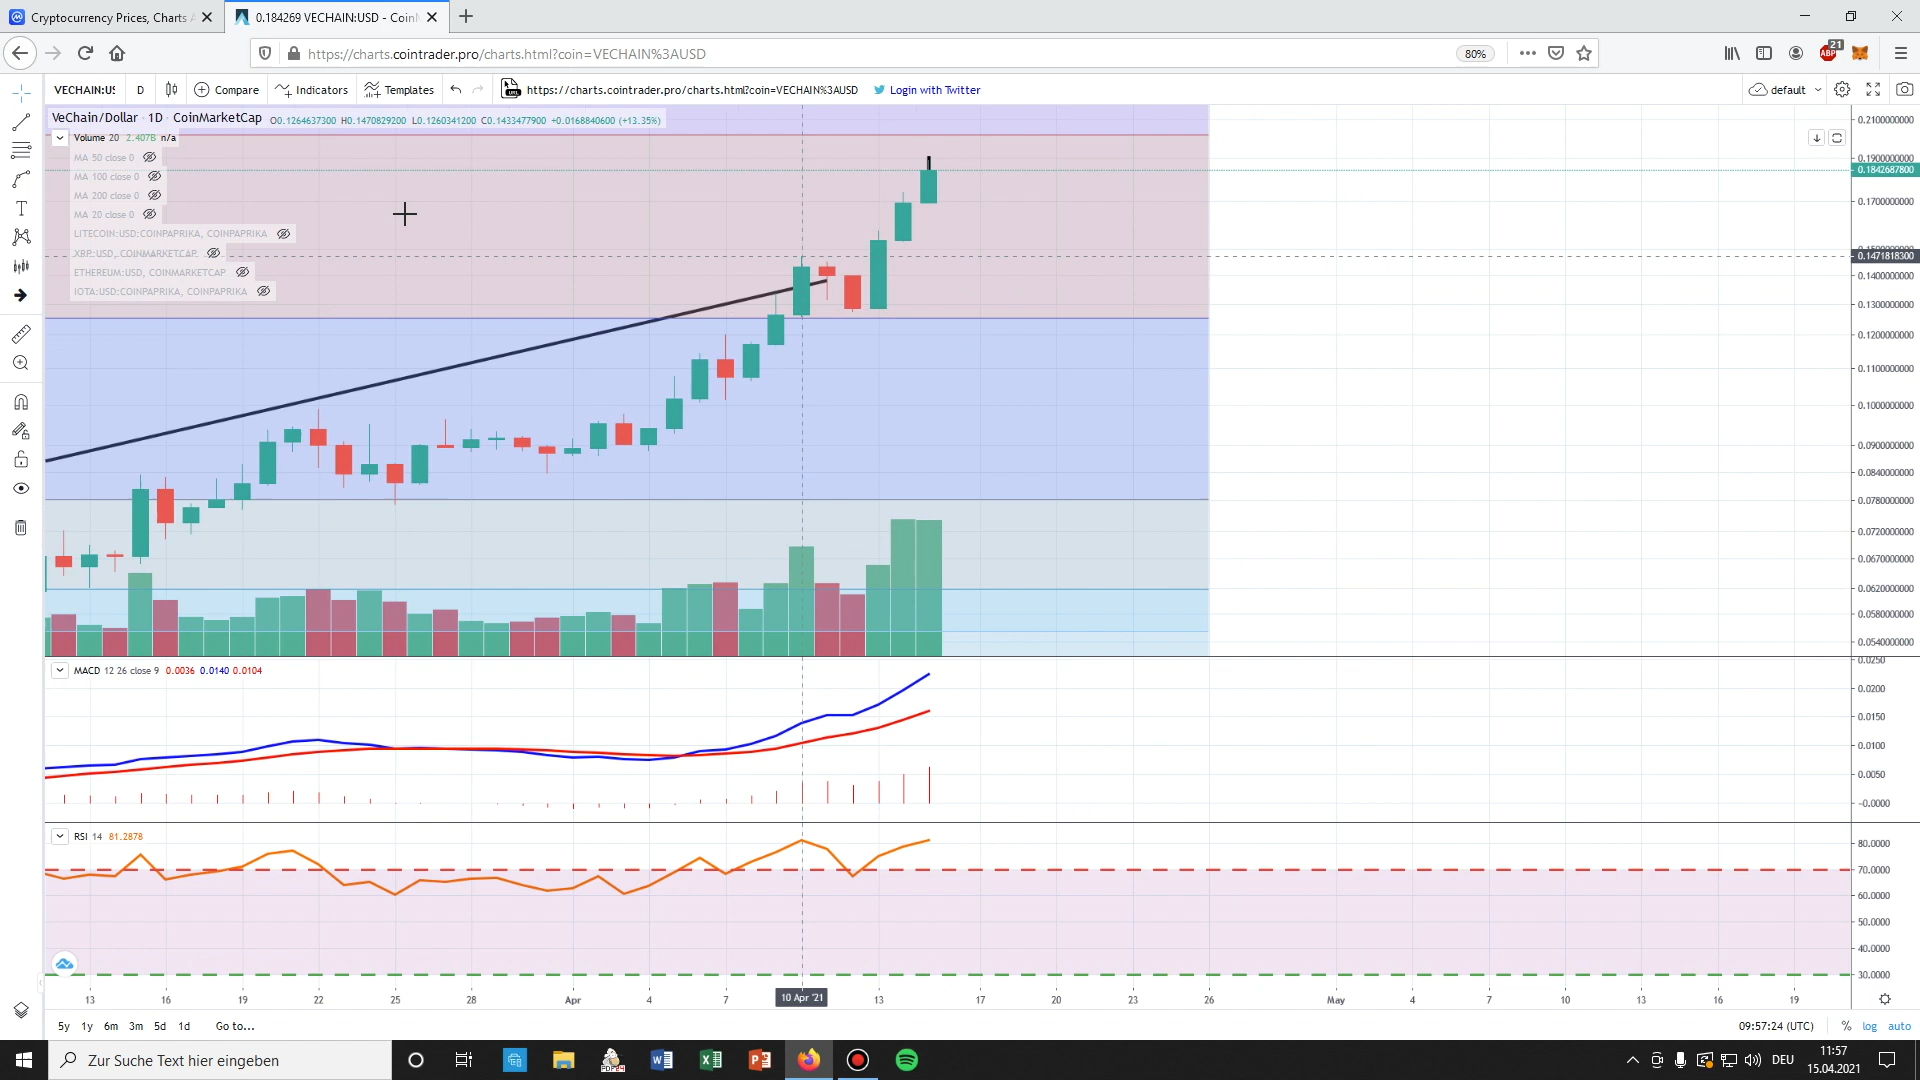 Cryptocurrency Prices, Charts A
0.184269 VECHAIN:USD - CoinM
https://charts.cointrader.pro/charts.html?coin=VECHAIN%3AUSD
80%
21
ABP
VECHAIN:US
D
Compare
Indicators
Templates
https://charts.cointrader.pro/charts.html?coin=VECHAIN%3AUSD
Login with Twitter
default
VeChain/Dollar · 1D · CoinMarketCap
O0.1264637300 H0.1470829200 L0.1260341200 C0.1433477900 +0.0168840600 (+13.35%)
Volume 20 2.407B n/a
MA 50 close 0
MA 100 close 0
MA 200 close 0
MA 20 close 0
LITECOIN:USD:COINPAPRIKA, COINPAPRIKA
XRP:USD, COINMARKETCAP
ETHEREUM:USD, COINMARKETCAP
IOTA:USD:COINPAPRIKA, COINPAPRIKA
0.2100000000
0.1900000000
0.1842687800
0.1700000000
0.1471818300
0.1400000000
0.1300000000
0.1200000000
0.1100000000
0.1000000000
0.0900000000
0.0840000000
0.0780000000
0.0720000000
0.0670000000
0.0620000000
0.0580000000
0.0540000000
MACD 12 26 close 9 0.0036 0.0140 0.0104
0.0250
0.0200
0.0150
0.0100
0.0050
-0.0000
RSI 14 81.2878
80.0000
70.0000
60.0000
50.0000
40.0000
30.0000
13 16 19 22 25 28 Apr 4 7 10 Apr '21 13 17 20 23 26 May 4 7 10 13 16 19
5y 1y 6m 3m 5d 1d Go to...
09:57:24 (UTC) % log auto
Zur Suche Text hier eingeben
DEU
11:57
15.04.2021